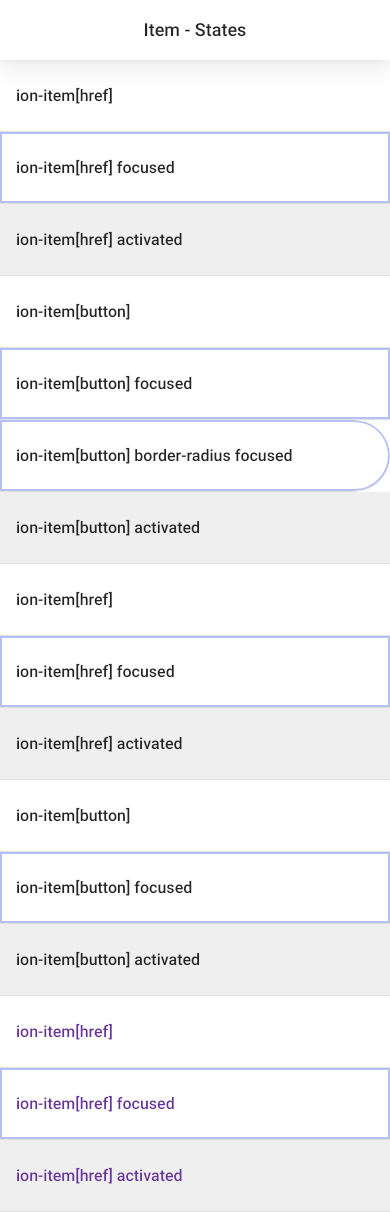 Item - States
ion-item[href]
ion-item[href] focused
ion-item[href] activated
ion-item[button]
ion-item[button] focused
ion-item[button] border-radius focused
ion-item[button] activated
ion-item[href]
ion-item[href] focused
ion-item[href] activated
ion-item[button]
ion-item[button] focused
ion-item[button] activated
ion-item[href]
ion-item[href] focused
ion-item[href] activated